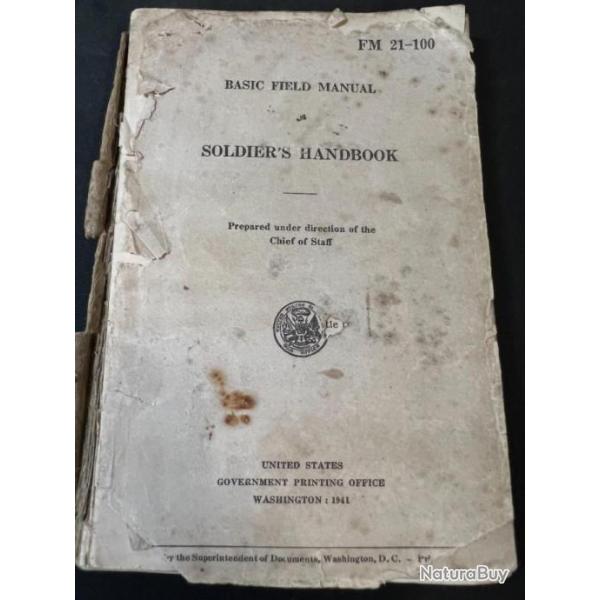 FM 21-100
BASIC FIELD MANUAL
SOLDIER'S HANDBOOK
Prepared under direction of the
Chief of Staff
UNITED STATES
GOVERNMENT PRINTING OFFICE
WASHINGTON : 1941
by the Superintendent of Documents, Washington, D. C. -
NaturaBuy